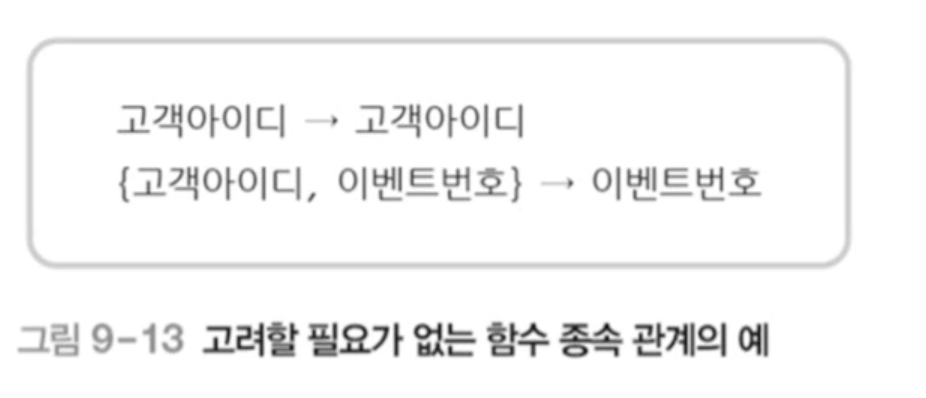 고객아이디 → 고객아이디
{고객아이디, 이벤트번호} → 이벤트번호
그림 9-13 고려할 필요가 없는 함수 종속 관계의 예